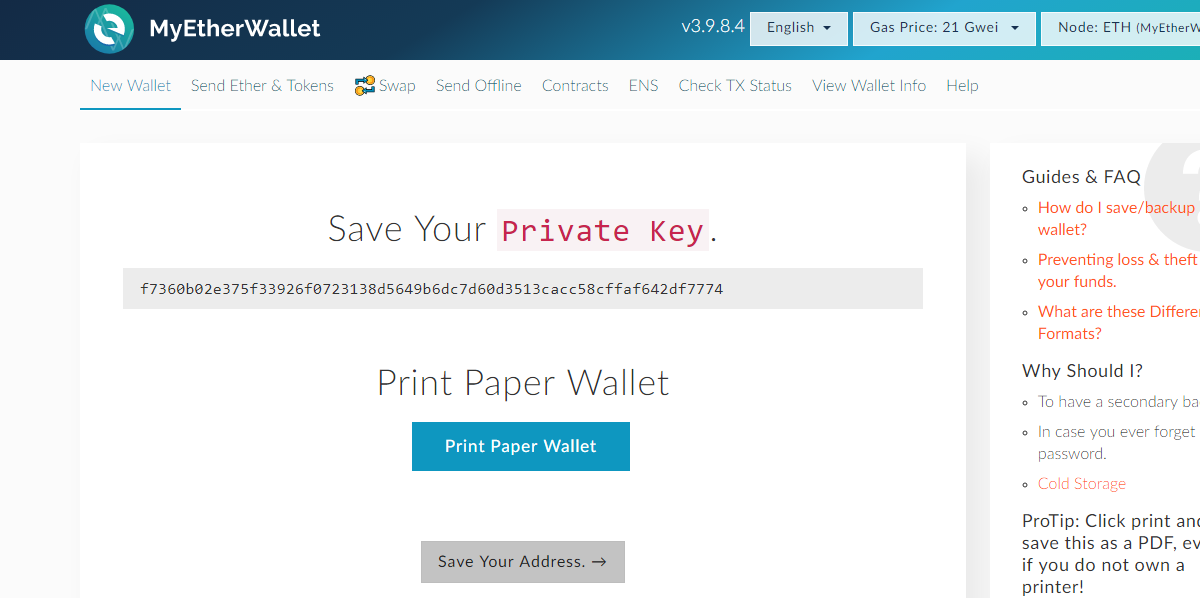 MyEtherWallet
v3.9.8.4 English Gas Price: 21 Gwei Node: ETH (MyEtherW
New Wallet Send Ether & Tokens Swap Send Offline Contracts ENS Check TX Status View Wallet Info Help
Save Your Private Key.
f7360b02e375f33926f0723138d5649b6dc7d60d3513cacc58cffaf642df7774
Print Paper Wallet
Print Paper Wallet
Save Your Address. →
Guides & FAQ
How do I save/backup
wallet?
Preventing loss & theft
your funds.
What are these Differe
Formats?
Why Should I?
To have a secondary ba
In case you ever forget
password.
Cold Storage
ProTip: Click print and
save this as a PDF, ev
if you do not own a
printer!